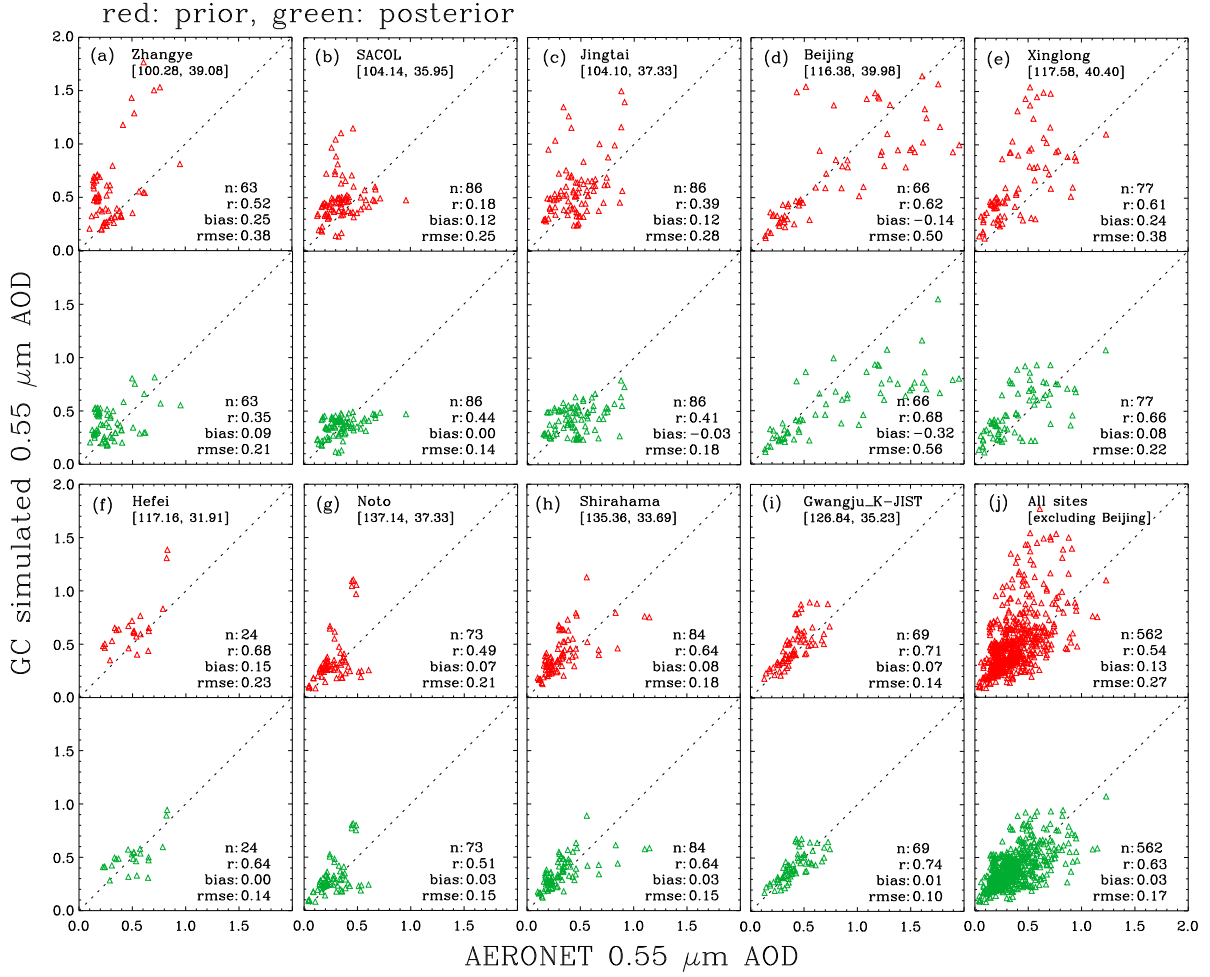 red: prior, green: posterior
GC simulated 0.55 μm AOD
2.0
1.5
1.0
0.5
0.0
(a) Zhangye
[100.28, 39.08]
n: 63
r: 0.52
bias: 0.25
rmse: 0.38
(b) SACOL
[104.14, 35.95]
n: 86
r: 0.18
bias: 0.12
rmse: 0.25
(c) Jingtai
[104.10, 37.33]
n: 86
r: 0.39
bias: 0.12
rmse: 0.28
(d) Beijing
[116.38, 39.98]
n: 66
r: 0.62
bias: −0.14
rmse: 0.50
(e) Xinglong
[117.58, 40.40]
n: 77
r: 0.61
bias: 0.24
rmse: 0.38
1.5
1.0
0.5
0.0
n: 63
r: 0.35
bias: 0.09
rmse: 0.21
n: 86
r: 0.44
bias: 0.00
rmse: 0.14
n: 86
r: 0.41
bias: −0.03
rmse: 0.18
n: 66
r: 0.68
bias: −0.32
rmse: 0.56
n: 77
r: 0.66
bias: 0.08
rmse: 0.22
2.0
1.5
1.0
0.5
0.0
(f) Hefei
[117.16, 31.91]
n: 24
r: 0.68
bias: 0.15
rmse: 0.23
(g) Noto
[137.14, 37.33]
n: 73
r: 0.49
bias: 0.07
rmse: 0.21
(h) Shirahama
[135.36, 33.69]
n: 84
r: 0.64
bias: 0.08
rmse: 0.18
(i) Gwangju_K−JIST
[126.84, 35.23]
n: 69
r: 0.71
bias: 0.07
rmse: 0.14
(j) All sites
[excluding Beijing]
n: 562
r: 0.54
bias: 0.13
rmse: 0.27
1.5
1.0
0.5
0.0
n: 24
r: 0.64
bias: 0.00
rmse: 0.14
n: 73
r: 0.51
bias: 0.03
rmse: 0.15
n: 84
r: 0.64
bias: 0.03
rmse: 0.15
n: 69
r: 0.74
bias: 0.01
rmse: 0.10
n: 562
r: 0.63
bias: 0.03
rmse: 0.17
0.0 0.5 1.0 1.5 0.0 0.5 1.0 1.5 0.0 0.5 1.0 1.5 0.0 0.5 1.0 1.5 0.0 0.5 1.0 1.5 2.0
AERONET 0.55 μm AOD